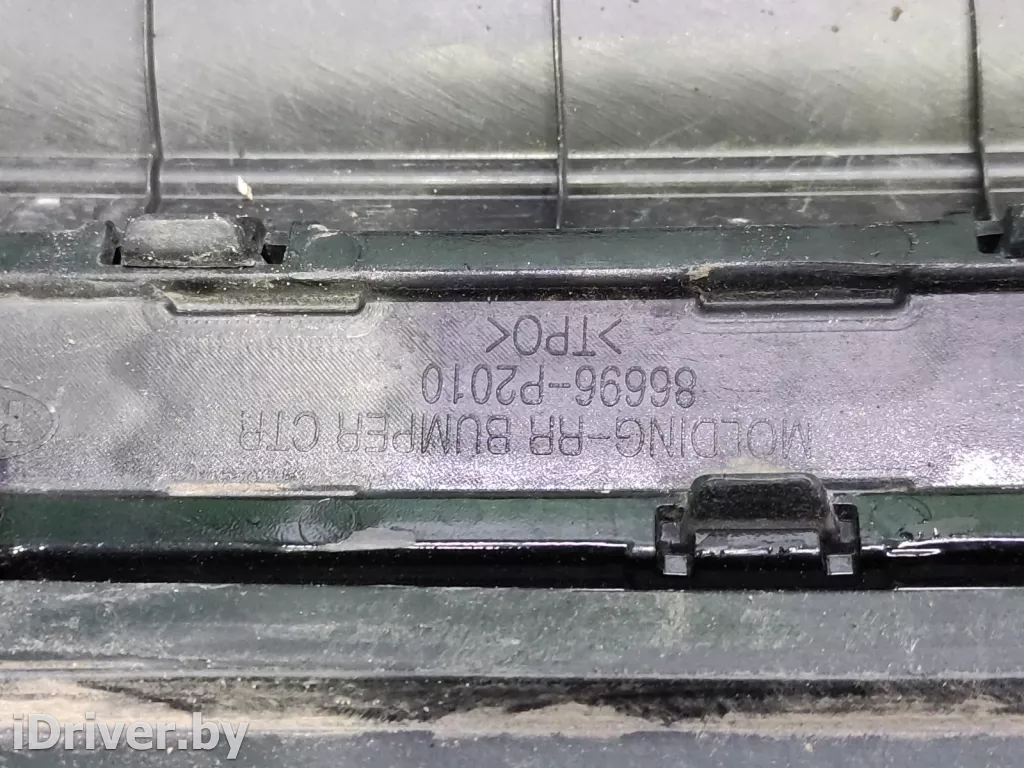 MOLDING-RR BUMPER CTR
86696-P2010
>TPO<
iDriver.by